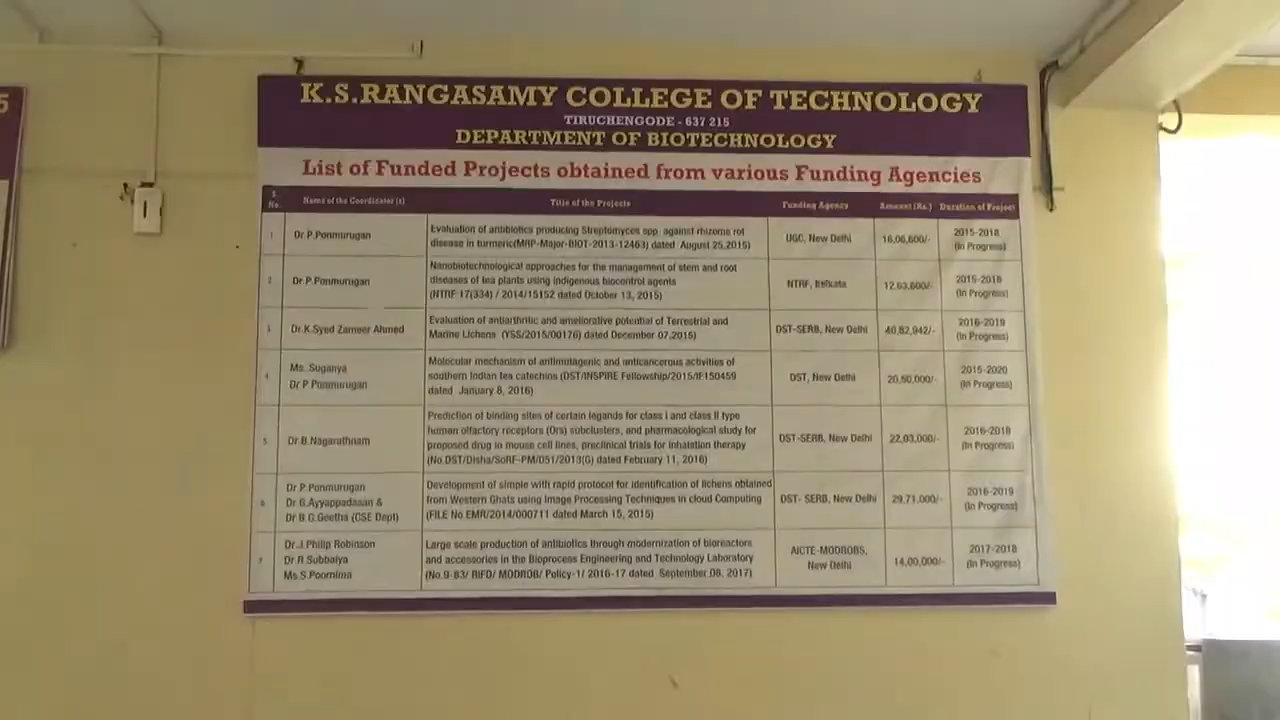 5
K.S.RANGASAMY COLLEGE OF TECHNOLOGY
TIRUCHENGODE - 637 215
DEPARTMENT OF BIOTECHNOLOGY
List of Funded Projects obtained from various Funding Agencies
S. No. Name of the Coordinator (s) Title of the Projects Funding Agency Amount (Rs.) Duration of Project
1 Dr.P.Ponmurugan
Evaluation of antibiotics producing Streptomyces spp. against rhizome rot
disease in turmeric(MRP-Major-BIOT-2013-12463) dated August 25,2015)
UGC, New Delhi 16,06,600/-
2015-2018
(In Progress)
2 Dr.P.Ponmurugan
Nanobiotechnological approaches for the management of stem and root
diseases of tea plants using indigenous biocontrol agents
(NTRF 17(334) / 2014/15152 dated October 13, 2015)
NTRF, Kolkata 12,63,600/-
2015-2018
(In Progress)
3 Dr.K.Syed Zameer Ahmed
Evaluation of antiarthritic and ameliorative potential of Terrestrial and
Marine Lichens (YSS/2015/00176) dated December 07,2015)
DST-SERB, New Delhi 40,82,942/-
2016-2019
(In Progress)
4 Ms. Suganya
Dr P Ponmurugan
Molecular mechanism of antimutagenic and anticancerous activities of
southern Indian tea catechins (DST/INSPIRE Fellowship/2015/IF150459
dated January 8, 2016)
DST, New Delhi 20,50,000/-
2015-2020
(In Progress)
5 Dr.B.Nagarathnam
Prediction of binding sites of certain legands for class I and class II type
human olfactory receptors (Ors) subclusters, and pharmacological study for
proposed drug in mouse cell lines, preclinical trials for inhalation therapy
(No.DST/Disha/SoRF-PM/051/2013(G) dated February 11, 2016)
DST-SERB, New Delhi 22,03,000/-
2016-2018
(In Progress)
6 Dr P.Ponmurugan
Dr G.Ayyappadasan &
Dr B.G.Geetha (CSE Dept)
Development of simple with rapid protocol for identification of lichens obtained
from Western Ghats using Image Processing Techniques in cloud Computing
(FILE No.EMR/2014/000711 dated March 15, 2015)
DST- SERB, New Delhi 29,71,000/-
2016-2019
(In Progress)
7 Dr.J.Philip Robinson
Dr.R.Subbaiya
Ms.S.Poornima
Large scale production of antibiotics through modernization of bioreactors
and accessories in the Bioprocess Engineering and Technology Laboratory
(No.9-83/ RIFD/ MODROB/ Policy-1/ 2016-17 dated September.08. 2017)
AICTE-MODROBS,
New Delhi
14,00,000/-
2017-2018
(In Progress)